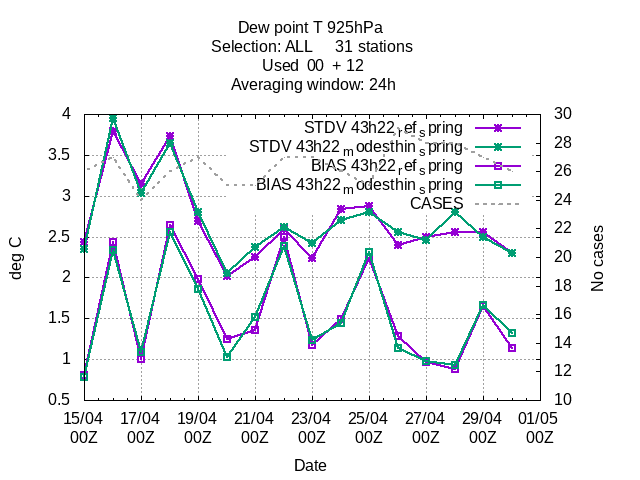 Dew point T 925hPa
Selection: ALL 31 stations
Used 00 + 12
Averaging window: 24h
4 30
STDV 43h22_ref_spring
28
STDV 43h22_modesthin_spring
3.5
BIAS 43h22_ref_spring
26
BIAS 43h22_modesthin_spring
3 24
CASES
22
2.5
20
2 18
16
1.5
14
1
12
0.5 10
deg C
No cases
15/04 17/04 19/04 21/04 23/04 25/04 27/04 29/04 01/05
00Z 00Z 00Z 00Z 00Z 00Z 00Z 00Z 00Z
Date